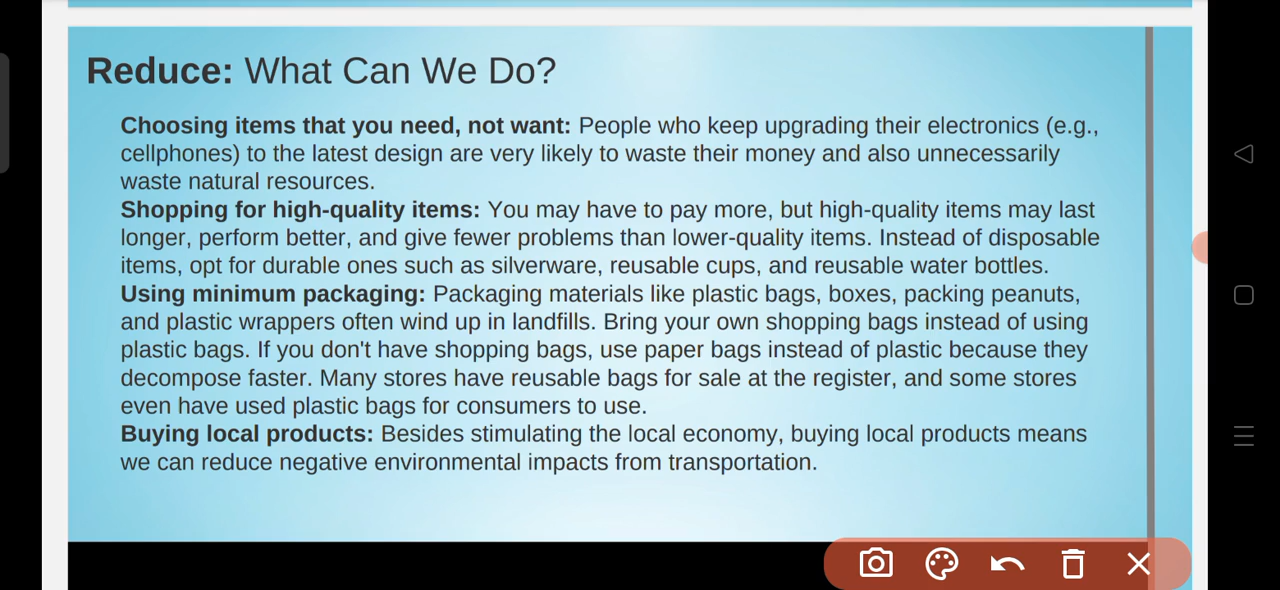 Reduce: What Can We Do?
Choosing items that you need, not want: People who keep upgrading their electronics (e.g.,
cellphones) to the latest design are very likely to waste their money and also unnecessarily
waste natural resources.
Shopping for high-quality items: You may have to pay more, but high-quality items may last
longer, perform better, and give fewer problems than lower-quality items. Instead of disposable
items, opt for durable ones such as silverware, reusable cups, and reusable water bottles.
Using minimum packaging: Packaging materials like plastic bags, boxes, packing peanuts,
and plastic wrappers often wind up in landfills. Bring your own shopping bags instead of using
plastic bags. If you don't have shopping bags, use paper bags instead of plastic because they
decompose faster. Many stores have reusable bags for sale at the register, and some stores
even have used plastic bags for consumers to use.
Buying local products: Besides stimulating the local economy, buying local products means
we can reduce negative environmental impacts from transportation.